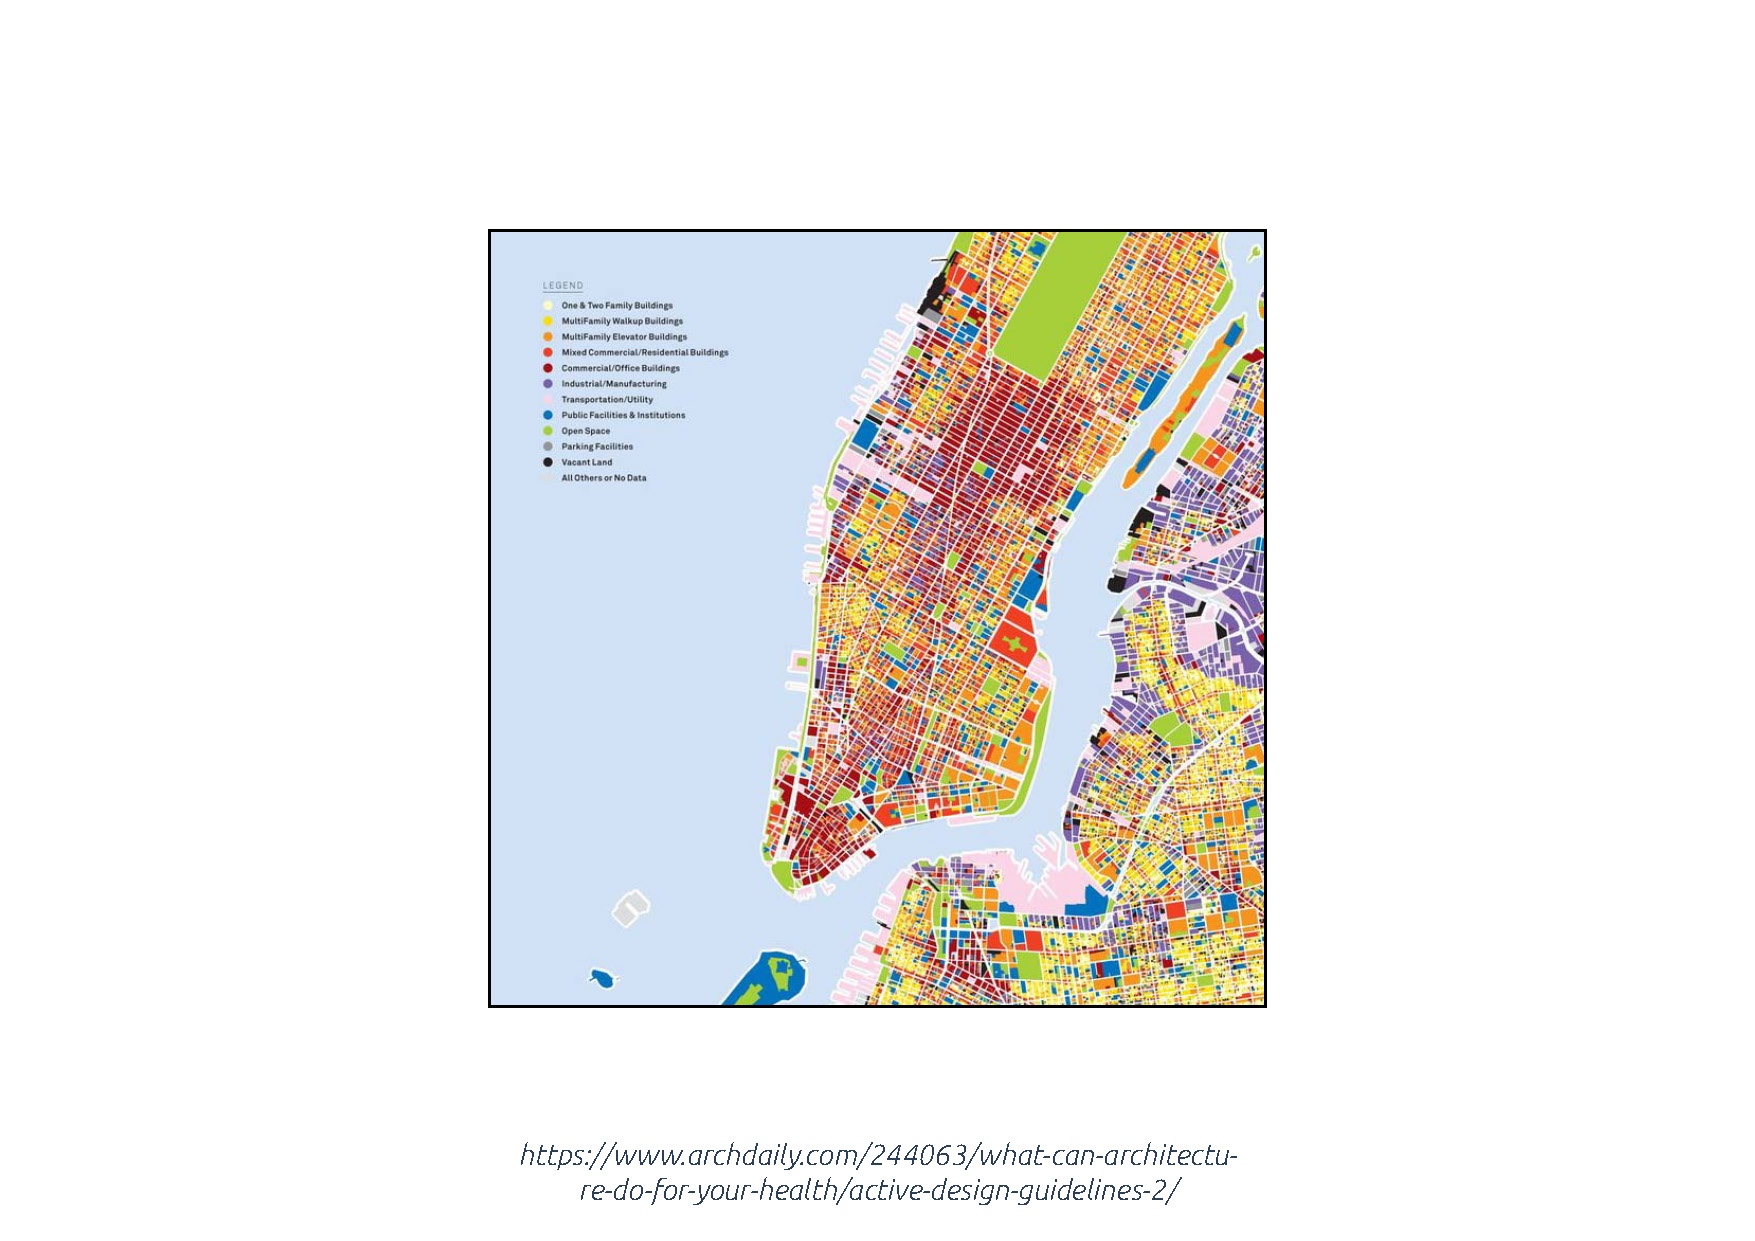 LEGEND
One & Two Family Buildings
MultiFamily Walkup Buildings
MultiFamily Elevator Buildings
Mixed Commercial/Residential Buildings
Commercial/Office Buildings
Industrial/Manufacturing
Transportation/Utility
Public Facilities & Institutions
Open Space
Parking Facilities
Vacant Land
All Others or No Data
https://www.archdaily.com/244063/what-can-architectu-
re-do-for-your-health/active-design-guidelines-2/